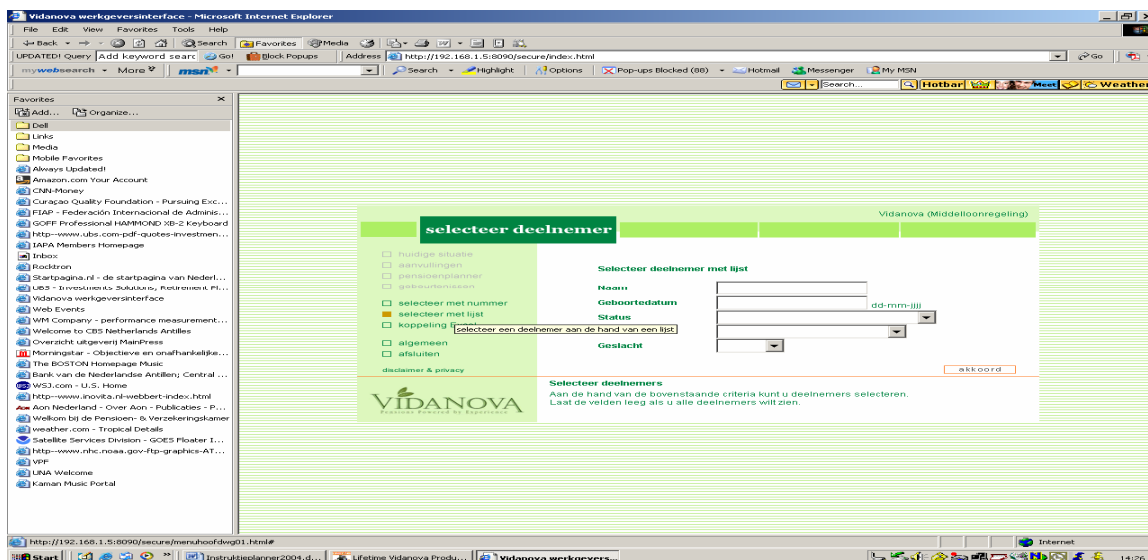 Vidanova werkgeversinterface - Microsoft Internet Explorer
File Edit View Favorites Tools Help
Back Search Favorites Media
UPDATED! Query Add keyword searc Go! Block Popups Address http://192.168.1.5:8090/secure/index.html Go
mywebsearch More msn Search Highlight Options Pop-ups Blocked (88) Hotmail Messenger My MSN
Search... Hotbar Meet Weather
Favorites
Add... Organize...
Dell
Links
Media
Mobile Favorites
Always Updated!
Amazon.com Your Account
CNN-Money
Curaçao Quality Foundation - Pursuing Exc...
FIAP - Federación Internacional de Adminis...
GOFF Professional HAMMOND XB-2 Keyboard
http--www.ubs.com-pdf-quotes-investmen...
IAPA Members Homepage
Inbox
Rocktron
Startpagina.nl - de startpagina van Nederl...
UBS - Investments Solutions, Retirement Pl...
Vidanova werkgeversinterface
Web Events
WM Company - performance measurement...
Welcome to CBS Netherlands Antilles
Overzicht uitgeverij MainPress
Morningstar - Objectieve en onafhankelijke...
The BOSTON Homepage Music
Bank van de Nederlandse Antillen; Central ...
WSJ.com - U.S. Home
http--www.inovita.nl-webbert-index.html
Aon Nederland - Over Aon - Publicaties - P...
Welkom bij de Pensioen- & Verzekeringskamer
weather.com - Tropical Details
Satellite Services Division - GOES Floater I...
http--www.nhc.noaa.gov-ftp-graphics-AT...
VPF
UNA Welcome
Kaman Music Portal
Vidanova (Middelloonregeling)
selecteer deelnemer
huidige situatie
aanvullingen
pensioenplanner
gebeurtenissen
selecteer met nummer
selecteer met lijst
koppeling
selecteer een deelnemer aan de hand van een lijst
algemeen
afsluiten
disclaimer & privacy
VIDANOVA
Pensions Powered by Experience
Selecteer deelnemer met lijst
Naam
Geboortedatum dd-mm-jjjj
Status
Geslacht
akkoord
Selecteer deelnemers
Aan de hand van de bovenstaande criteria kunt u deelnemers selecteren.
Laat de velden leeg als u alle deelnemers wilt zien.
http://192.168.1.5:8090/secure/menuhoofdwg01.html# Internet
Start Instruktieplanner2004.d... Lifetime Vidanova Produ... Vidanova werkgevers... 14:26